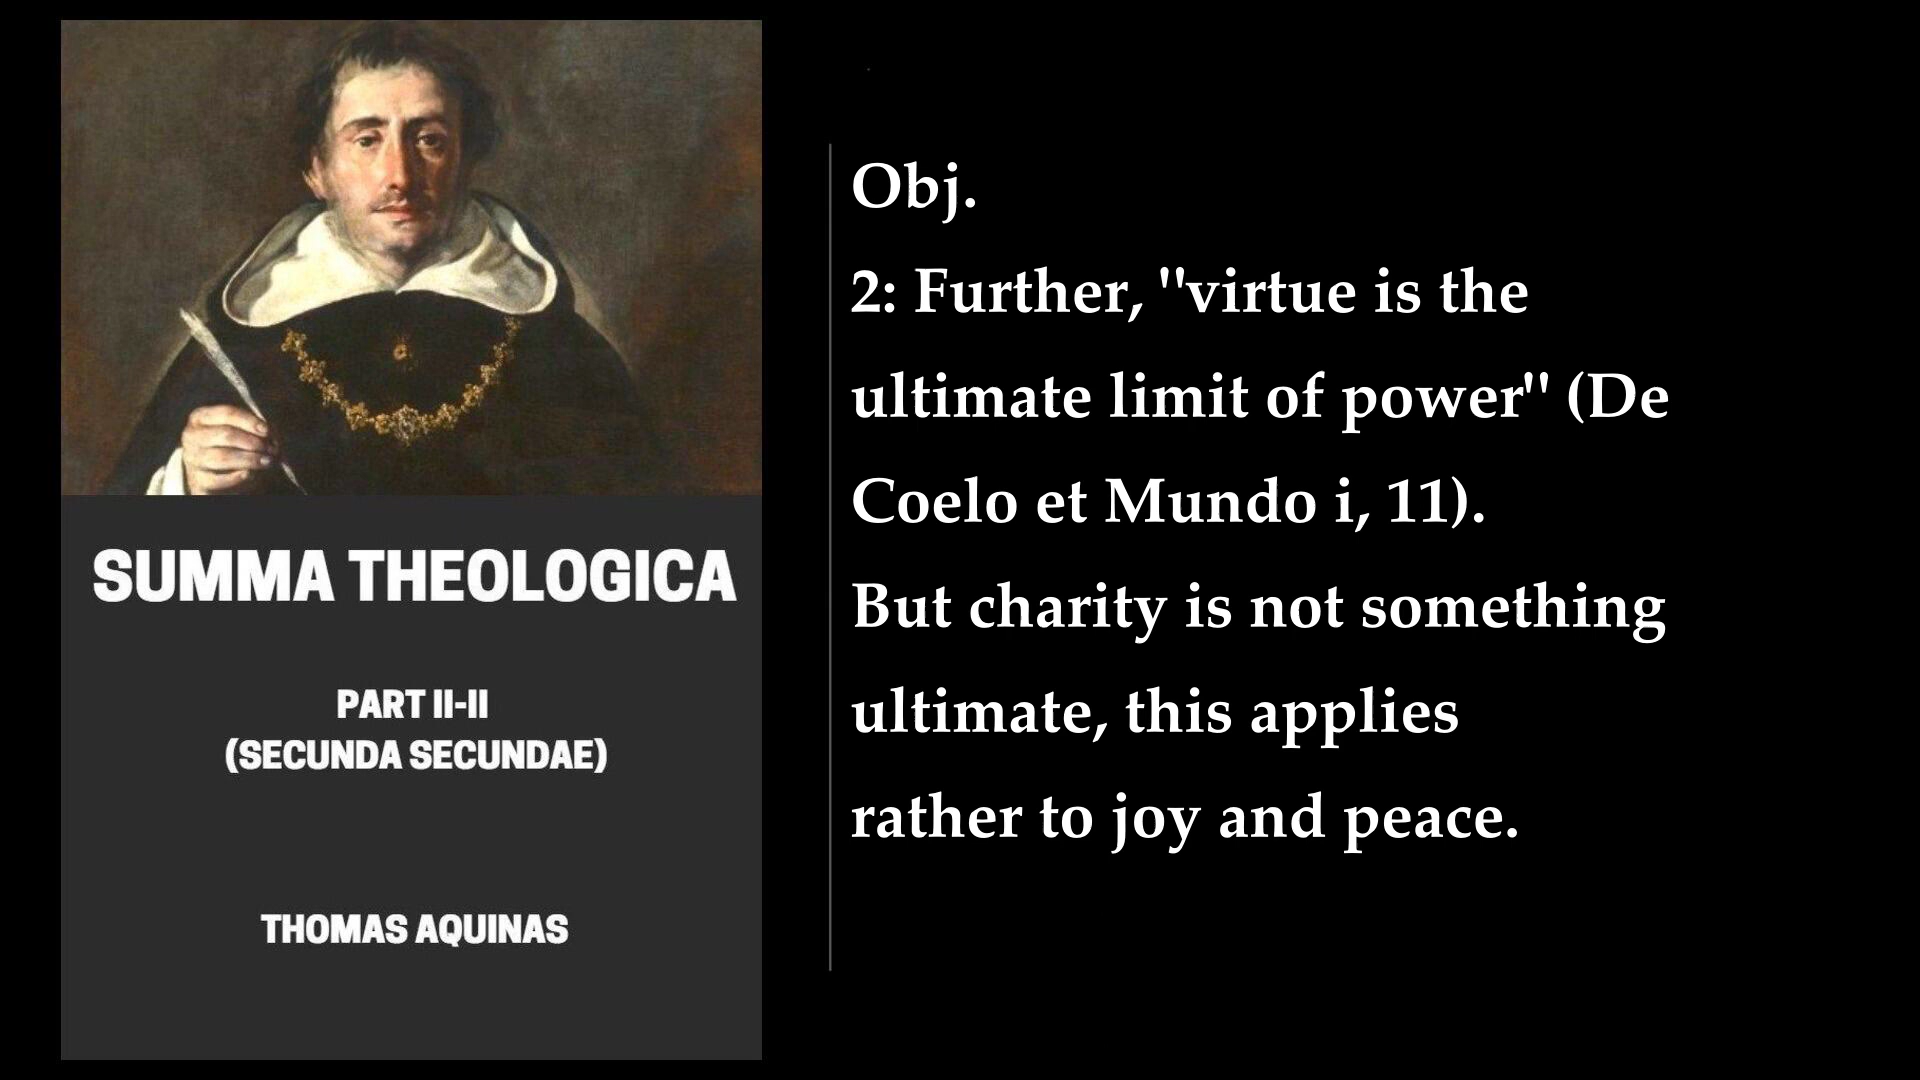 SUMMA THEOLOGICA
PART II-II
(SECUNDA SECUNDAE)
THOMAS AQUINAS
Obj.
2: Further, "virtue is the
ultimate limit of power" (De
Coelo et Mundo i, 11).
But charity is not something
ultimate, this applies
rather to joy and peace.